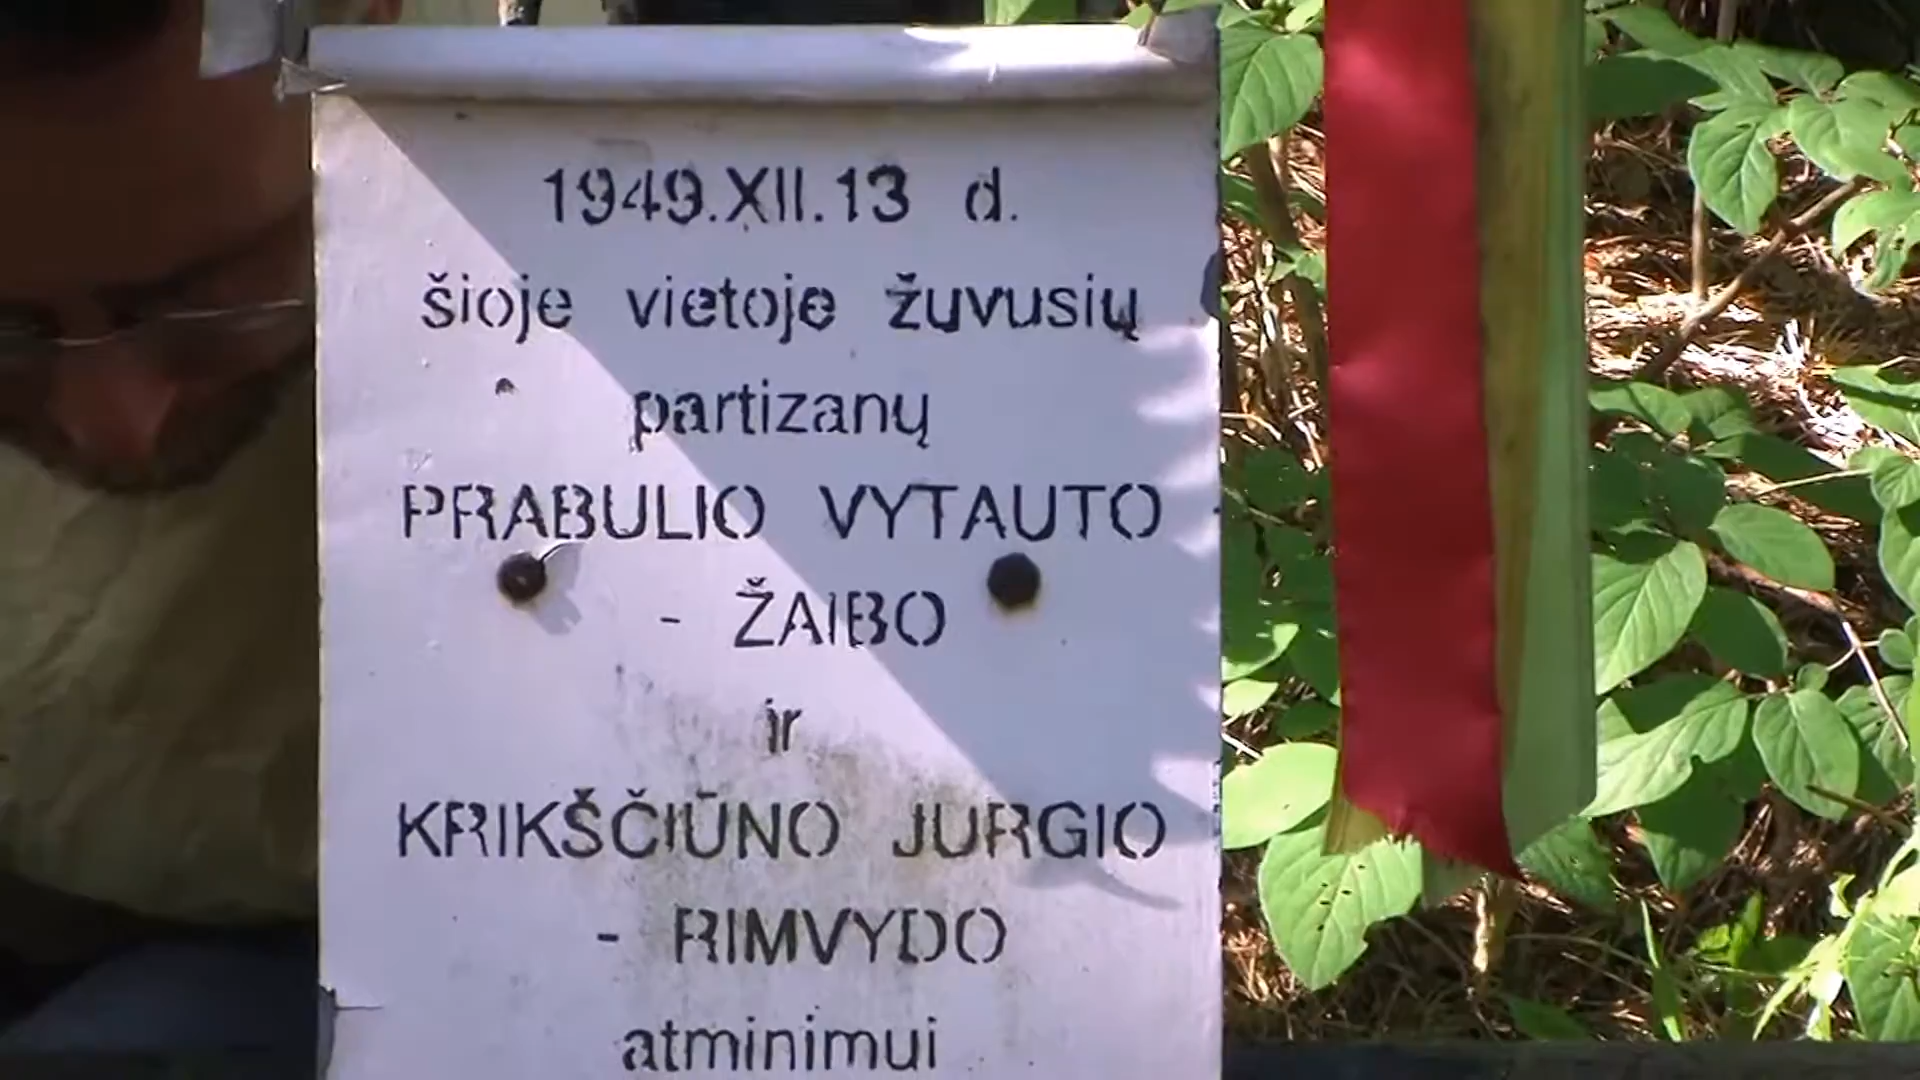 1949.XII.13 d.
šioje vietoje žuvusių
partizanų
PRABULIO VYTAUTO
- ŽAIBO
ir
KRIKŠČIŪNO JURGIO
- RIMVYDO
atminimui